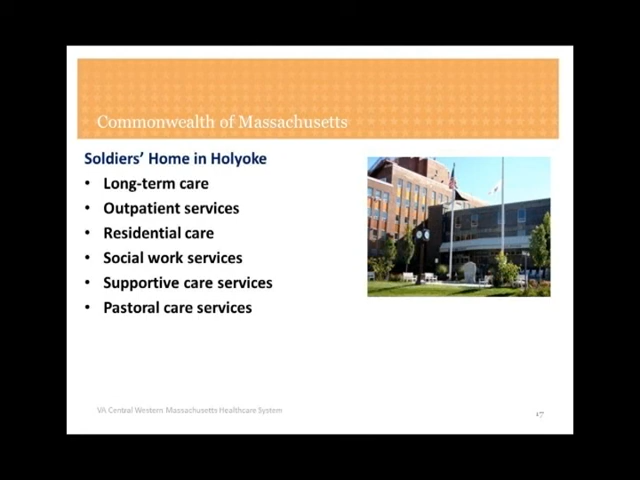 Commonwealth of Massachusetts
Soldiers’ Home in Holyoke
• Long-term care
• Outpatient services
• Residential care
• Social work services
• Supportive care services
• Pastoral care services
VA Central Western Massachusetts Healthcare System
17